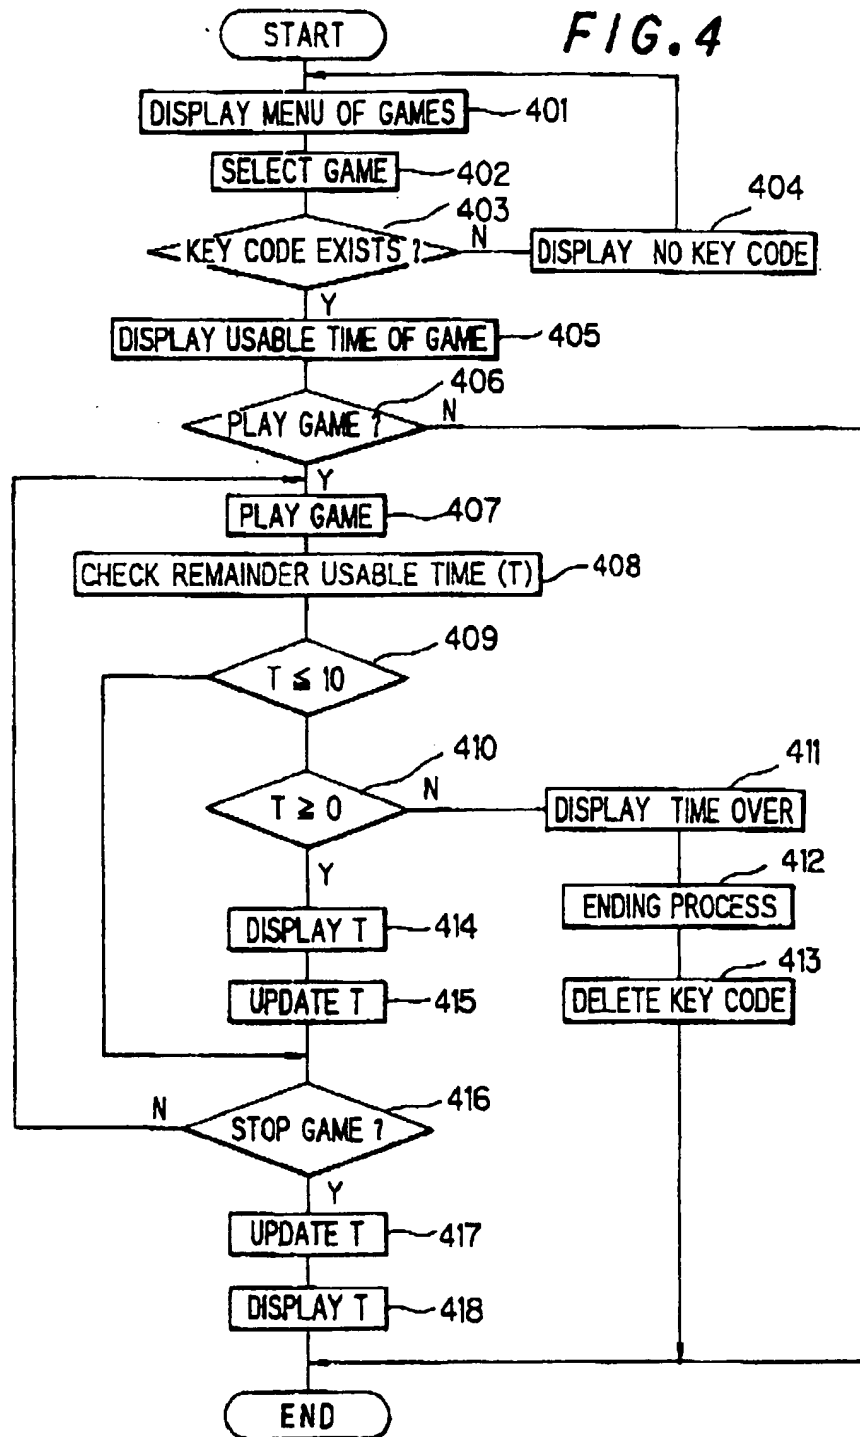 START
FIG. 4
DISPLAY MENU OF GAMES 401
SELECT GAME 402
403
KEY CODE EXISTS ? N
404
DISPLAY NO KEY CODE
Y
DISPLAY USABLE TIME OF GAME 405
406
PLAY GAME ? N
Y
PLAY GAME 407
CHECK REMAINDER USABLE TIME (T) 408
409
T ≦ 10
410
T ≧ 0 N
411
DISPLAY TIME OVER
Y
412
ENDING PROCESS
DISPLAY T 414
413
DELETE KEY CODE
UPDATE T 415
416
N STOP GAME ?
Y
UPDATE T 417
DISPLAY T 418
END